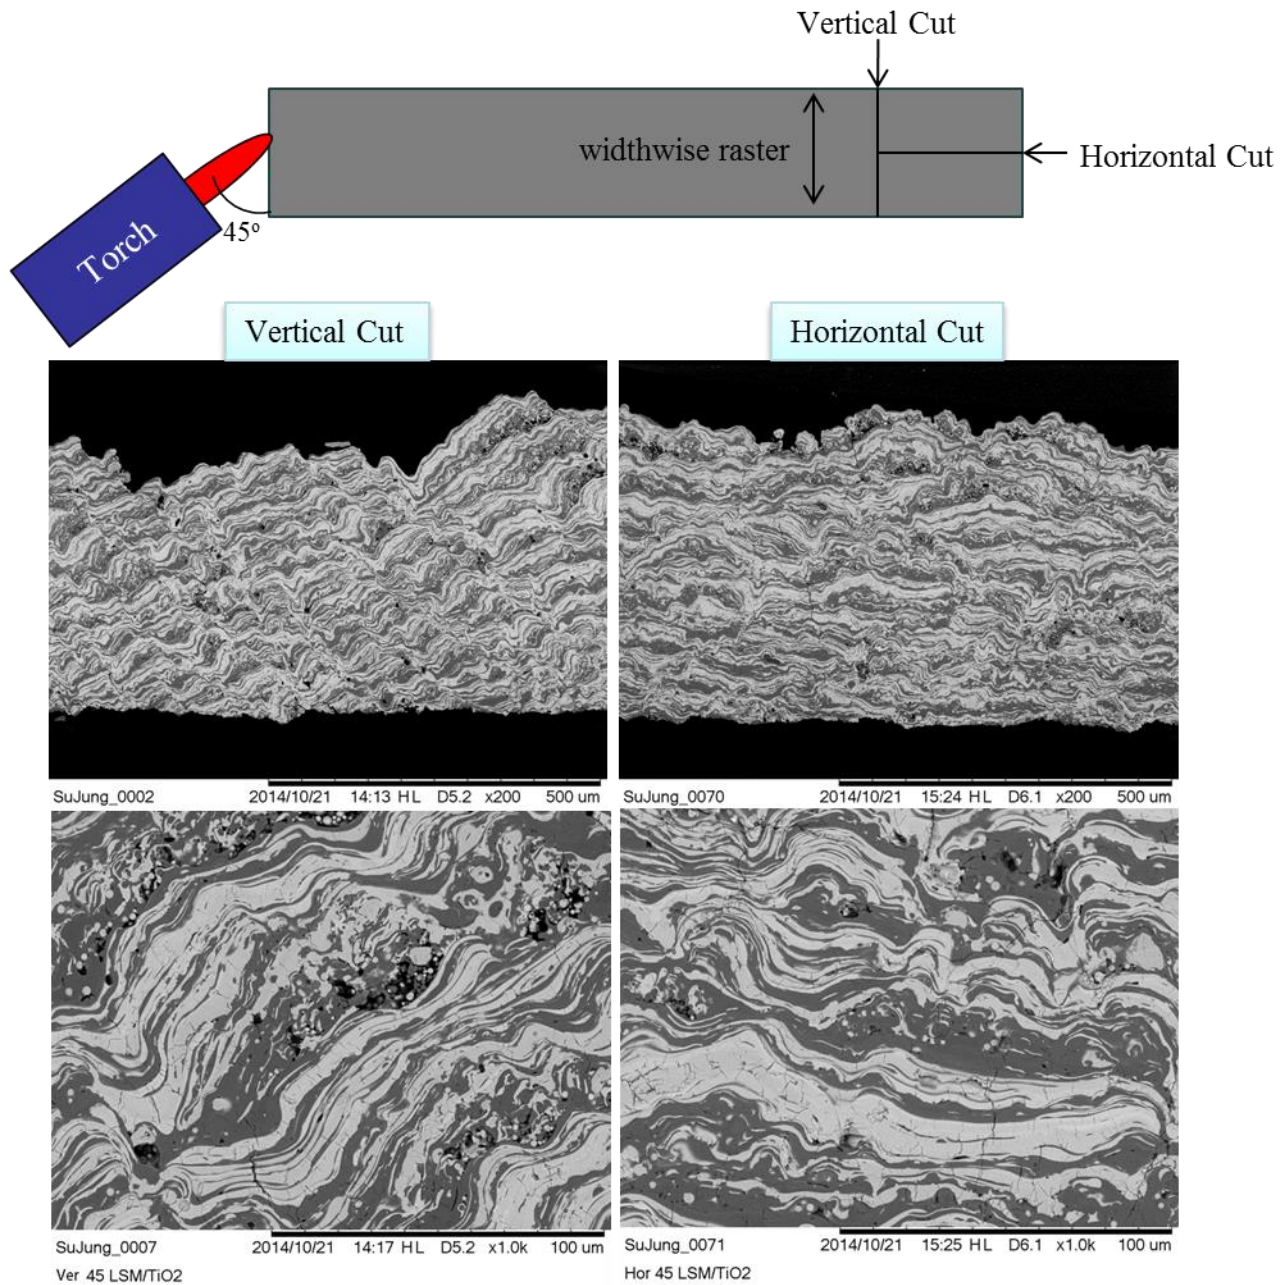 Vertical Cut
widthwise raster
Horizontal Cut
45º
Torch
Vertical Cut
Horizontal Cut
SuJung_0002 2014/10/21 14:13 HL D5.2 x200 500 um
SuJung_0070 2014/10/21 15:24 HL D6.1 x200 500 um
SuJung_0007 2014/10/21 14:17 HL D5.2 x1.0k 100 um
Ver 45 LSM/TiO2
SuJung_0071 2014/10/21 15:25 HL D6.1 x1.0k 100 um
Hor 45 LSM/TiO2